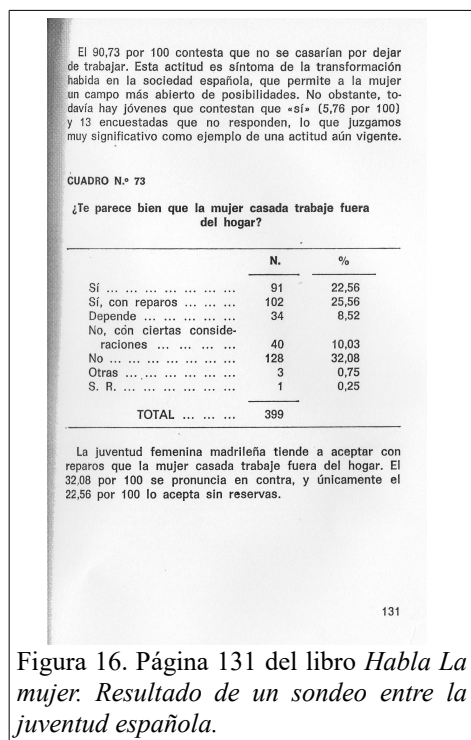 El 90,73 por 100 contesta que no se casarían por dejar
de trabajar. Esta actitud es síntoma de la transformación
habida en la sociedad española, que permite a la mujer
un campo más abierto de posibilidades. No obstante, to-
davía hay jóvenes que contestan que «sí» (5,76 por 100)
y 13 encuestadas que no responden, lo que juzgamos
muy significativo como ejemplo de una actitud aún vigente.
CUADRO N.º 73
¿Te parece bien que la mujer casada trabaje fuera
del hogar?
N. %
Sí ... ... ... ... ... ... ... 91 22,56
Sí, con reparos ... ... ... 102 25,56
Depende ... ... ... ... ... 34 8,52
No, con ciertas conside-
raciones ... ... ... ... 40 10,03
No ... ... ... ... ... ... ... 128 32,08
Otras ... ... ... ... ... ... 3 0,75
S. R. ... ... ... ... ... ... 1 0,25
TOTAL ... ... ... 399
La juventud femenina madrileña tiende a aceptar con
reparos que la mujer casada trabaje fuera del hogar. El
32,08 por 100 se pronuncia en contra, y únicamente el
22,56 por 100 lo acepta sin reservas.
131
Figura 16. Página 131 del libro Habla La
mujer. Resultado de un sondeo entre la
juventud española.